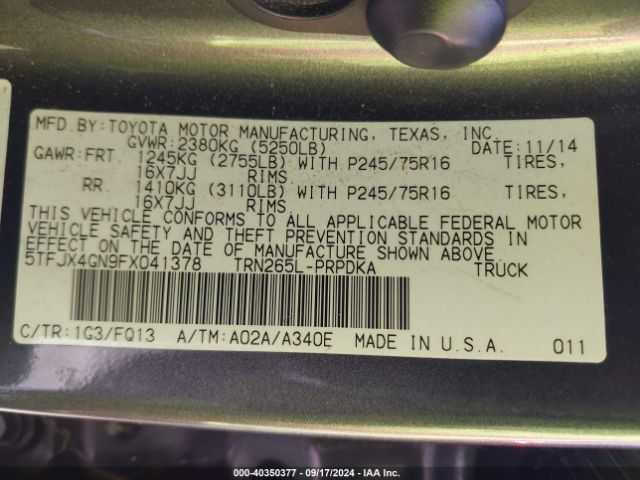 MFD.BY:TOYOTA MOTOR MANUFACTURING, TEXAS, INC.
GVWR:2380KG (5250LB) DATE:11/14
GAWR:FRT. 1245KG (2755LB) WITH P245/75R16 TIRES,
16X7JJ RIMS
RR. 1410KG (3110LB) WITH P245/75R16 TIRES,
16X7JJ RIMS
THIS VEHICLE CONFORMS TO ALL APPLICABLE FEDERAL MOTOR
VEHICLE SAFETY AND THEFT PREVENTION STANDARDS IN
EFFECT ON THE DATE OF MANUFACTURE SHOWN ABOVE.
5TFJX4GN9FX041378 TRN265L-PRPDKA TRUCK
C/TR:1G3/FQ13 A/TM:A02A/A340E MADE IN U.S.A. 011
000-40350377 - 09/17/2024 - IAA Inc.